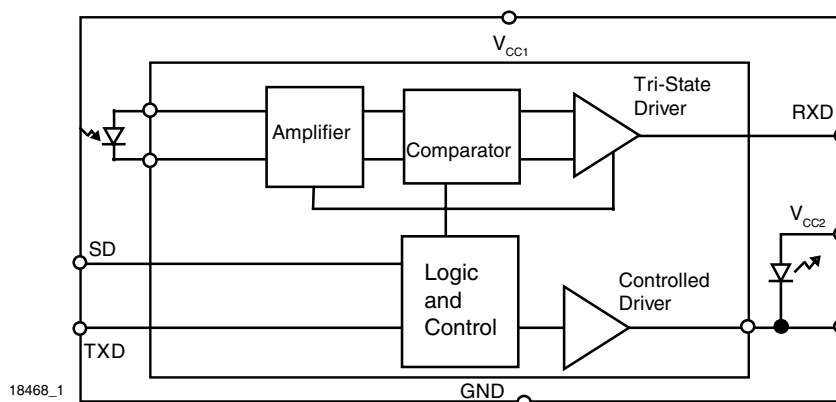 V CC1
Tri-State
Driver
RXD
Amplifier
Comparator
V CC2
SD
Logic
and
Control
Controlled
Driver
TXD
18468_1
GND